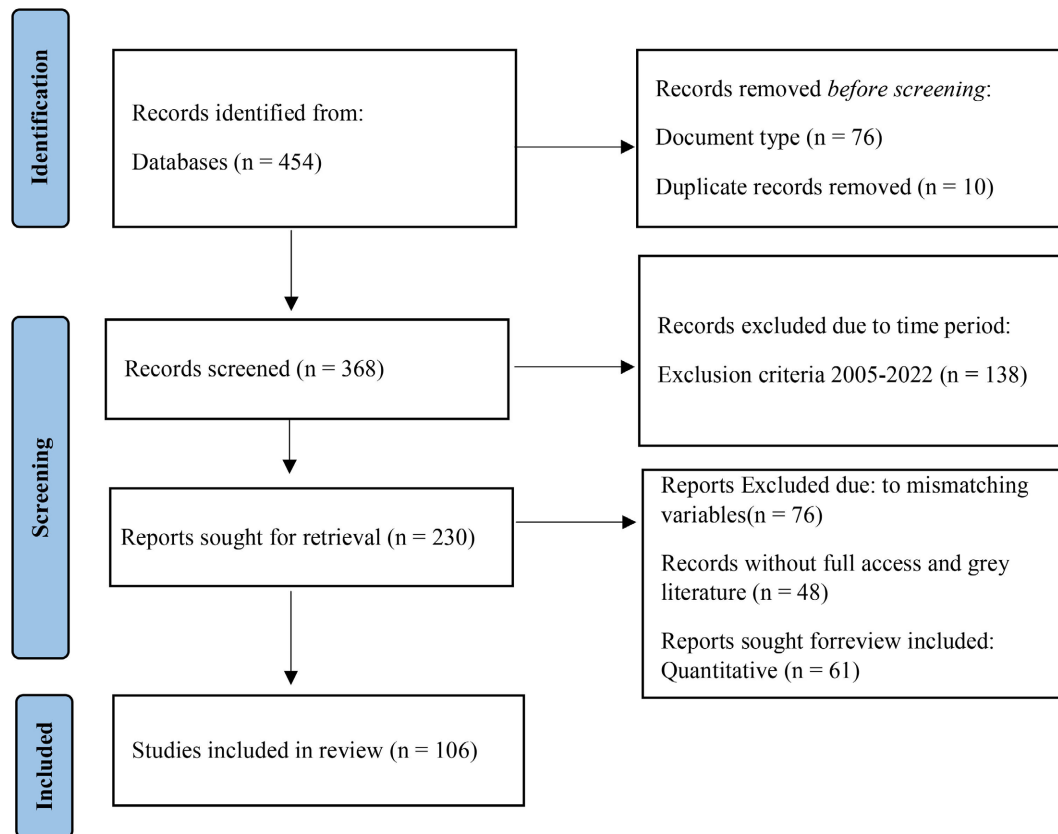 Identification
Records identified from:
Databases (n = 454)
Records removed before screening:
Document type (n = 76)
Duplicate records removed (n = 10)
Screening
Records screened (n = 368)
Records excluded due to time period:
Exclusion criteria 2005-2022 (n = 138)
Reports sought for retrieval (n = 230)
Reports Excluded due: to mismatching
variables(n = 76)
Records without full access and grey
literature (n = 48)
Reports sought forreview included:
Quantitative (n = 61)
Included
Studies included in review (n = 106)